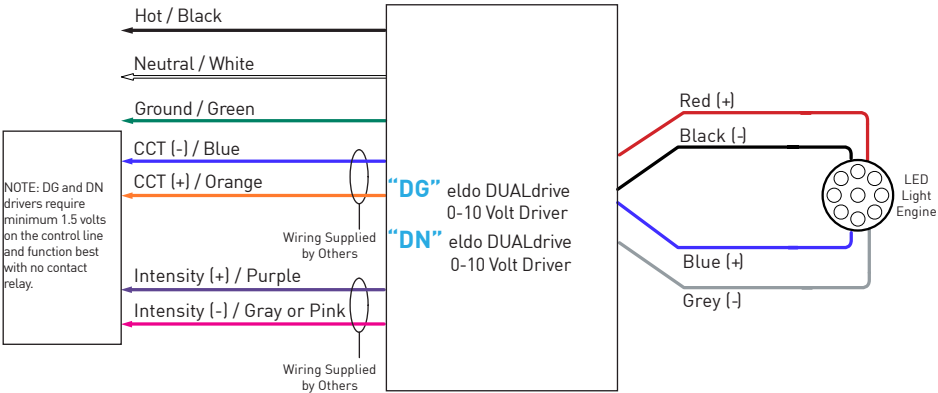 Hot / Black
Neutral / White
Ground / Green
CCT (-) / Blue
CCT (+) / Orange
Wiring Supplied
by Others
Intensity (+) / Purple
Intensity (-) / Gray or Pink
Wiring Supplied
by Others
NOTE: DG and DN
drivers require
minimum 1.5 volts
on the control line
and function best
with no contact
relay.
“DG” eldo DUALdrive
0-10 Volt Driver
“DN” eldo DUALdrive
0-10 Volt Driver
Red (+)
Black (-)
Blue (+)
Grey (-)
LED
Light
Engine